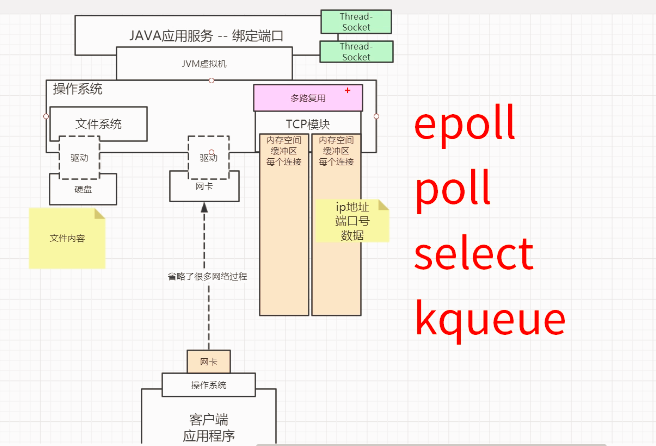 Thread-
Socket
JAVA应用服务 -- 绑定端口
Thread-
Socket
JVM虚拟机
操作系统
多路复用
文件系统
TCP模块
驱动
驱动
内存空间
缓冲区
每个连接
内存空间
缓冲区
每个连接
硬盘
网卡
ip地址
端口号
数据
文件内容
省略了很多网络过程
网卡
操作系统
客户端
应用程序
epoll
poll
select
kqueue